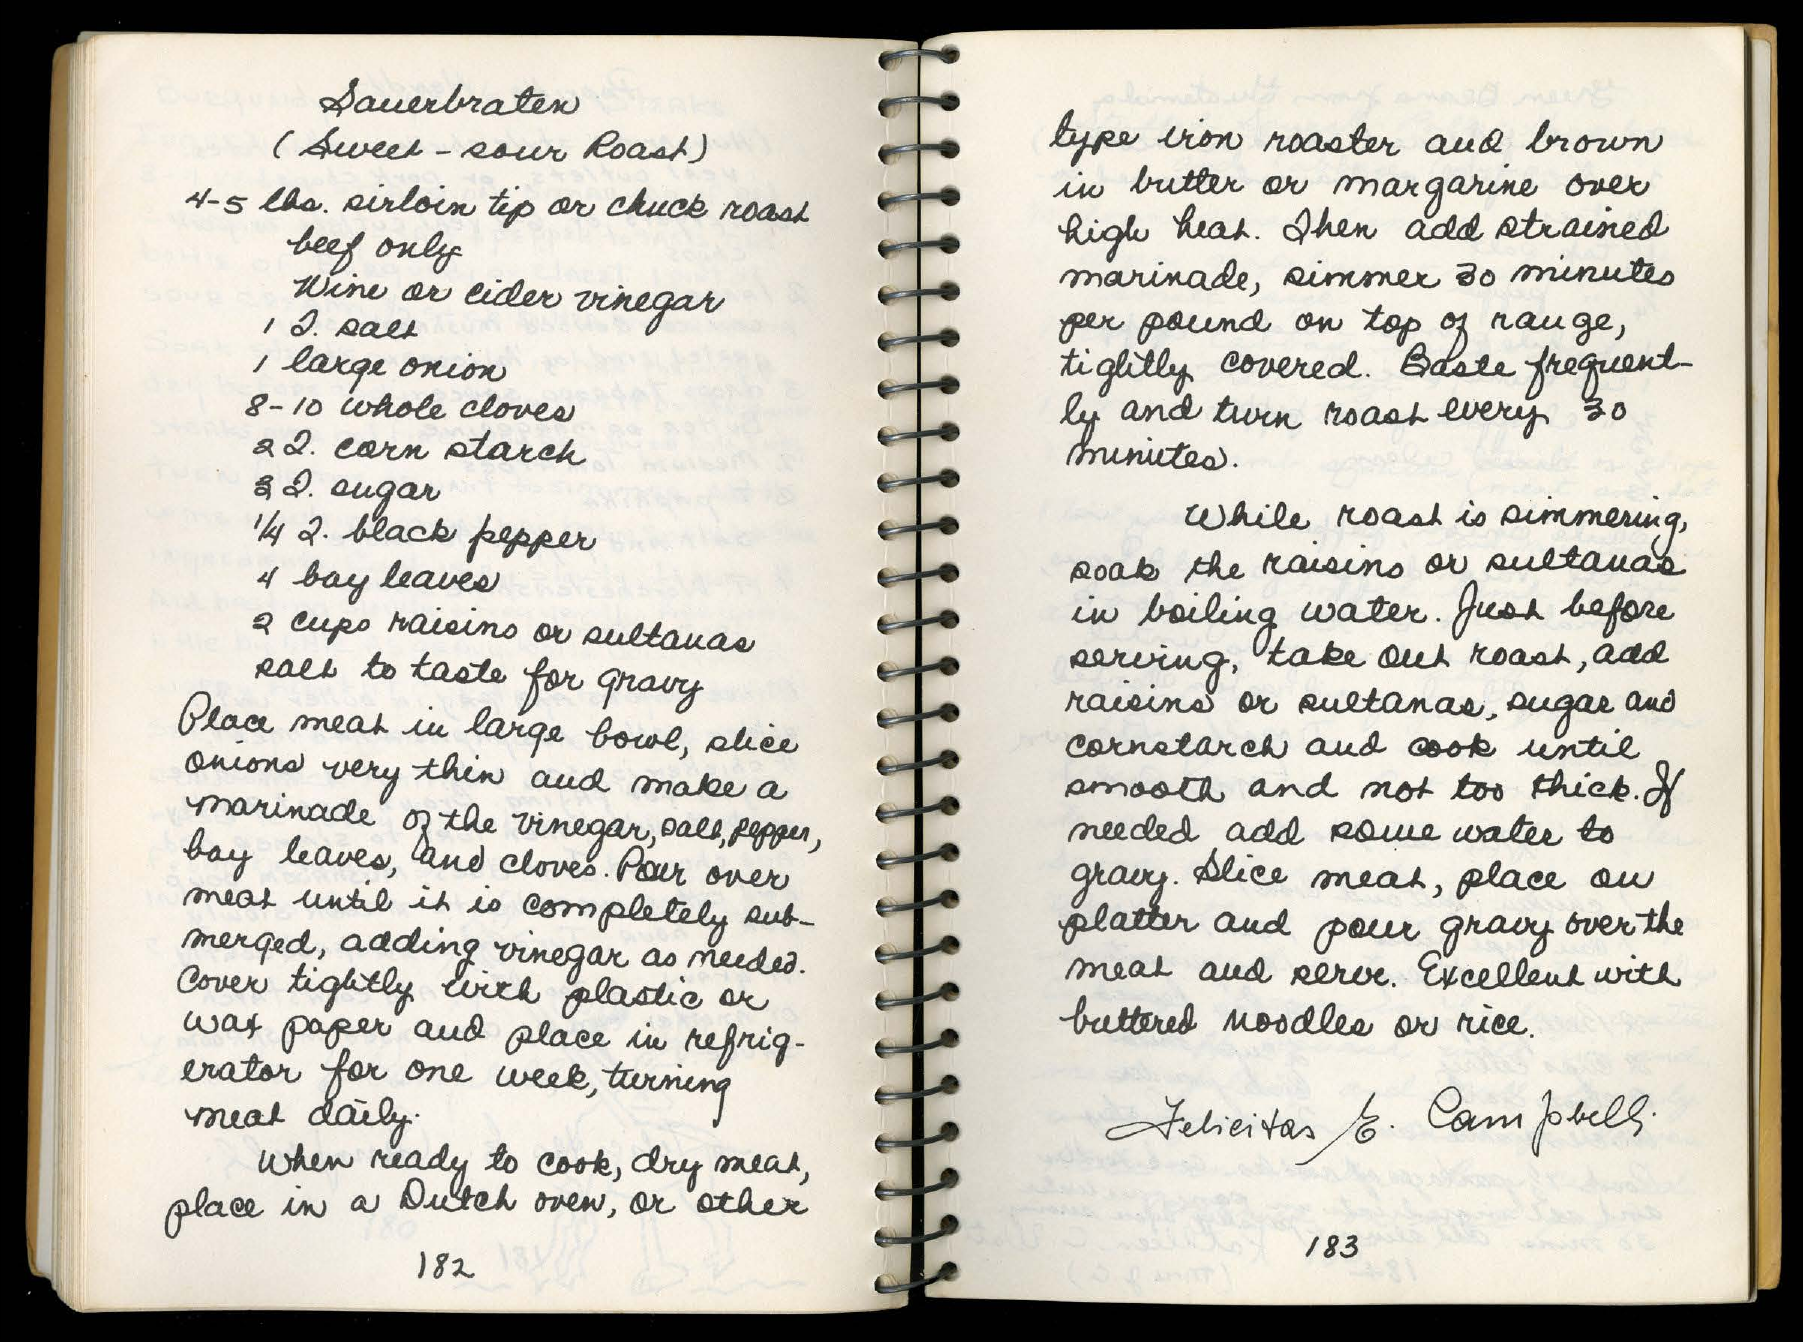 Sauerbraten
(Sweet-sour Roast)
4-5 lbs. sirloin tip or chuck roast
beef only
Wine or cider vinegar
1 T. salt
1 large onion
8-10 whole cloves
2 T. corn starch
3 T. sugar
1/4 T. black pepper
4 bay leaves
2 cups raisins or sultanas
salt to taste for gravy
Place meat in large bowl, slice
onions very thin and make a
marinade of the vinegar, salt, pepper,
bay leaves, and cloves. Pour over
meat until it is completely sub-
merged, adding vinegar as needed.
Cover tightly with plastic or
wax paper and place in refrig-
erator for one week, turning
meat daily.
When ready to cook, dry meat,
place in a Dutch oven, or other
182
type iron roaster and brown
in butter or margarine over
high heat. Then add strained
marinade, simmer 30 minutes
per pound on top of range,
tightly covered. Baste frequent-
ly and turn roast every 30
minutes.
While roast is simmering,
soak the raisins or sultanas
in boiling water. Just before
serving, take out roast, add
raisins or sultanas, sugar and
cornstarch and cook until
smooth and not too thick. If
needed add some water to
gravy. Slice meat, place on
platter and pour gravy over the
meat and serve. Excellent with
buttered noodles or rice.
Felicitas E. Campbell
183